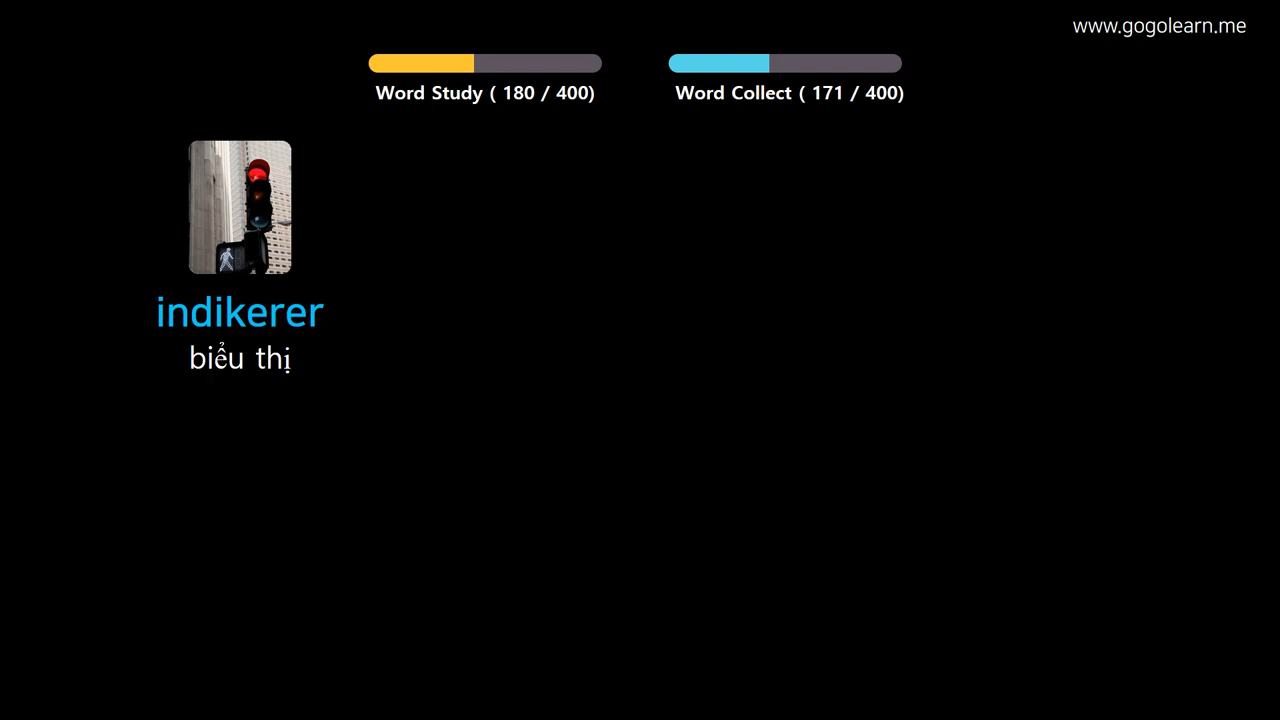 www.gogolearn.me
Word Study ( 180 / 400)
Word Collect ( 171 / 400)
indikerer
biểu thị